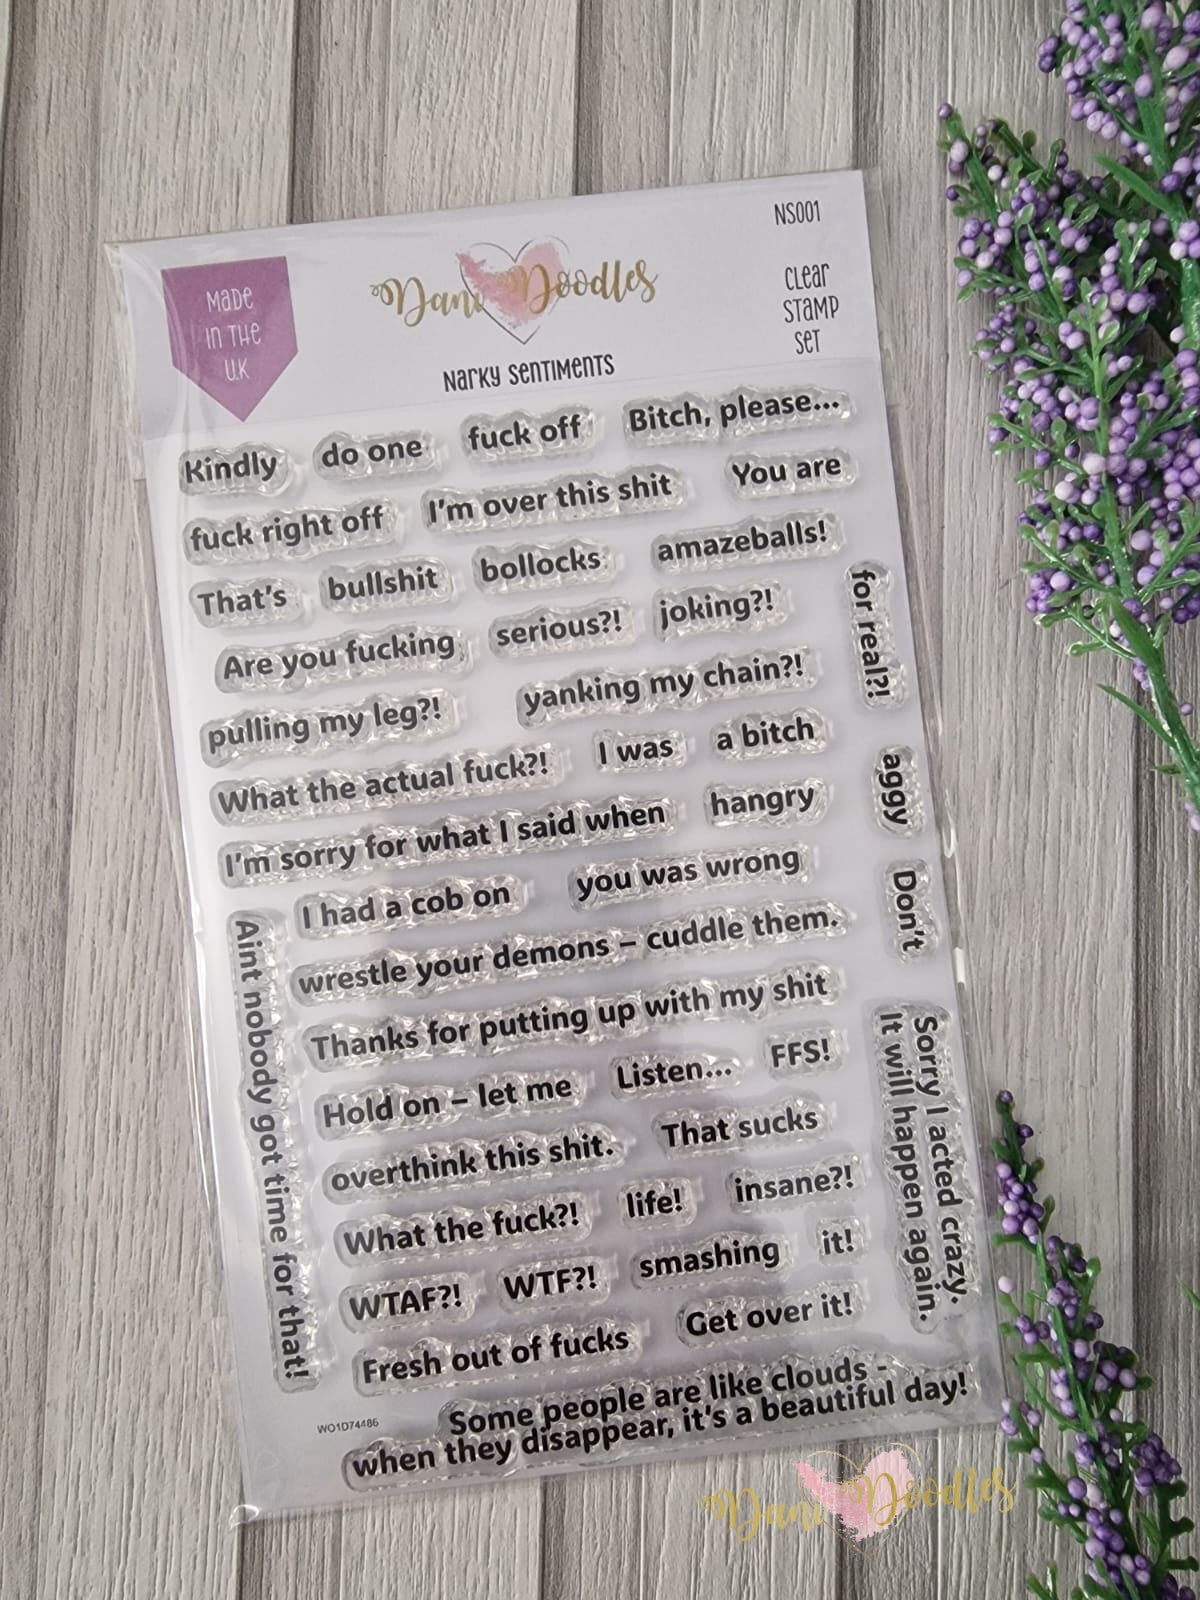 NS001
MADE
IN THE
U.K
Dani Doodles
CLEAR
STAMP
SET
NARKY SENTIMENTS
Kindly do one fuck off Bitch, please...
fuck right off I'm over this shit You are
That's bullshit bollocks amazeballs!
Are you fucking serious?! joking?!
for real?!
pulling my leg?! yanking my chain?!
What the actual fuck?! I was a bitch
aggy
I'm sorry for what I said when hangry
I had a cob on you was wrong
Don't
Aint nobody got time for that!
wrestle your demons – cuddle them.
Thanks for putting up with my shit
Sorry I acted crazy.
It will happen again.
Hold on – let me Listen... FFS!
overthink this shit. That sucks
What the fuck?! life! insane?!
WTAF?! WTF?! smashing it!
Fresh out of fucks Get over it!
Some people are like clouds -
when they disappear, it's a beautiful day!
WO1D74486
Dani Doodles